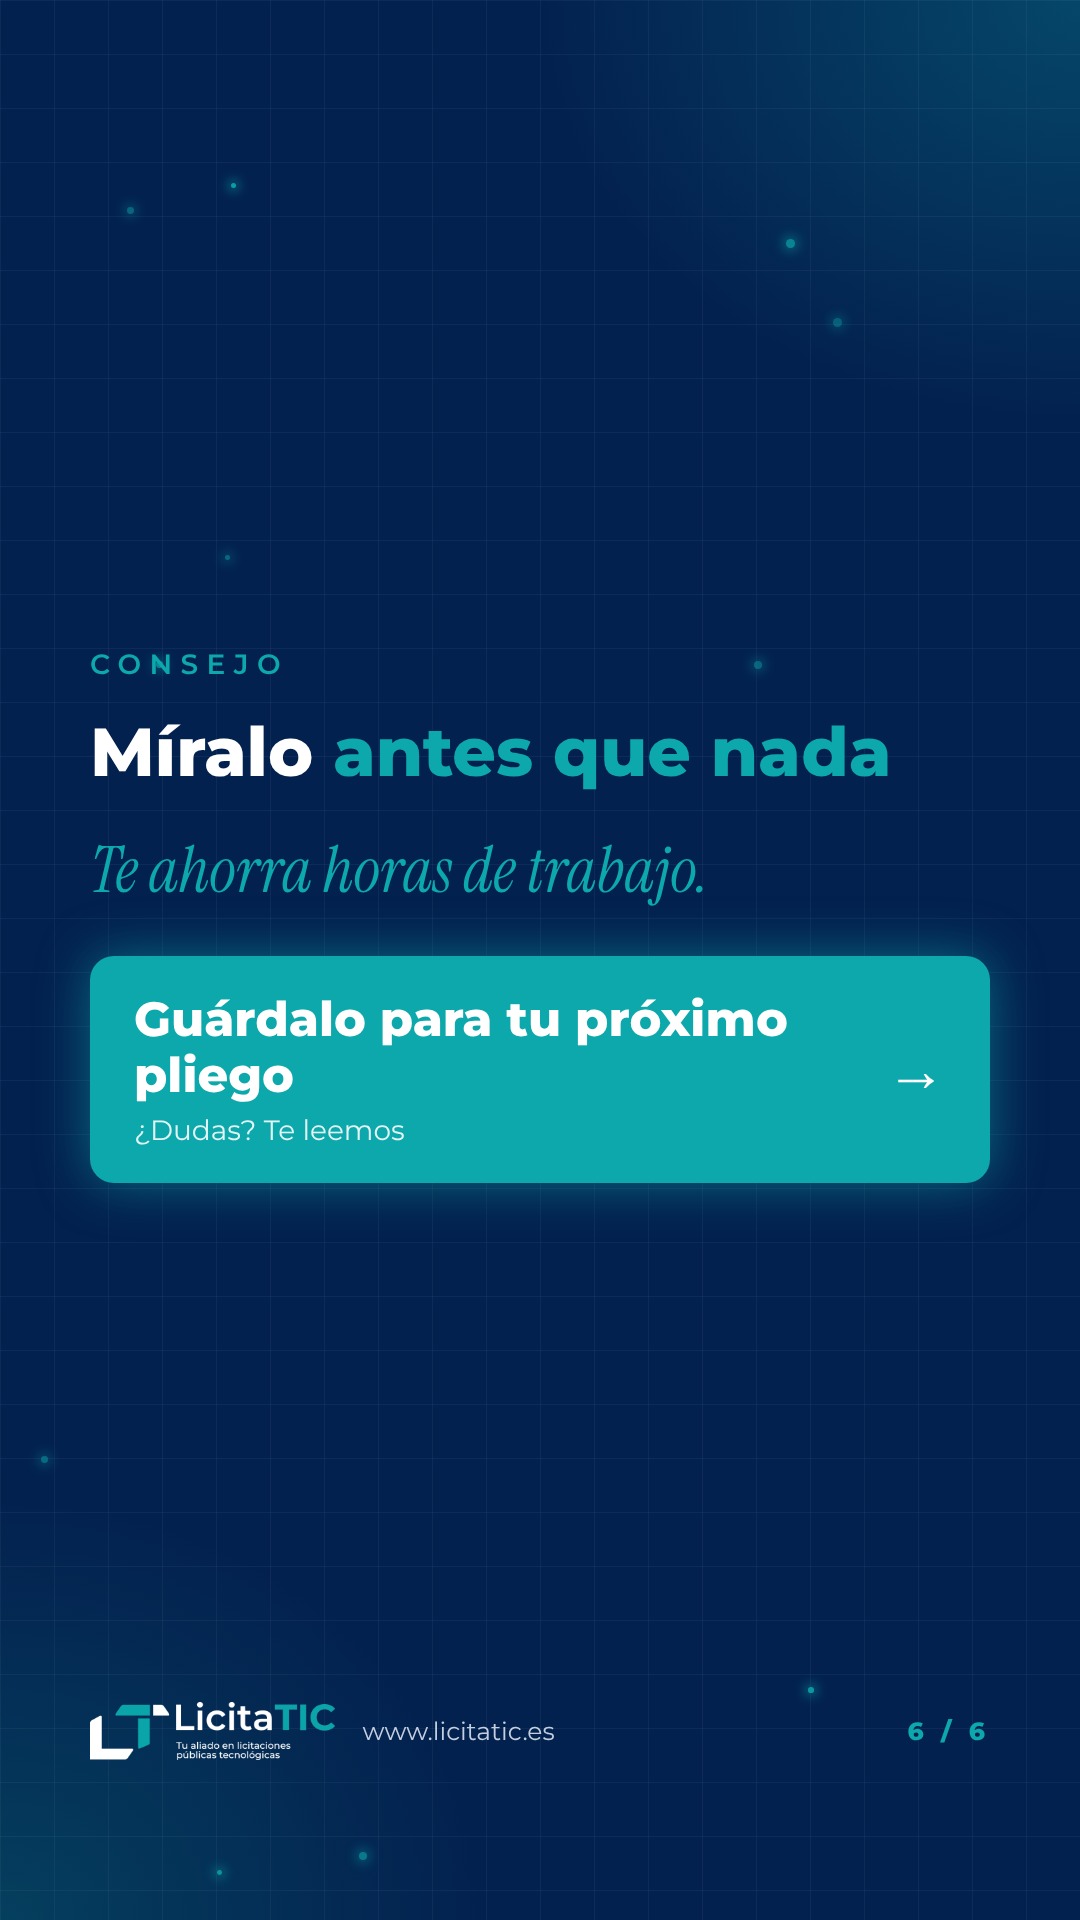 CONSEJO
Míralo antes que nada
Te ahorra horas de trabajo.
Guárdalo para tu próximo
pliego
→
¿Dudas? Te leemos
LicitaTIC
Tu aliado en licitaciones
públicas tecnológicas
www.licitatic.es
6 / 6